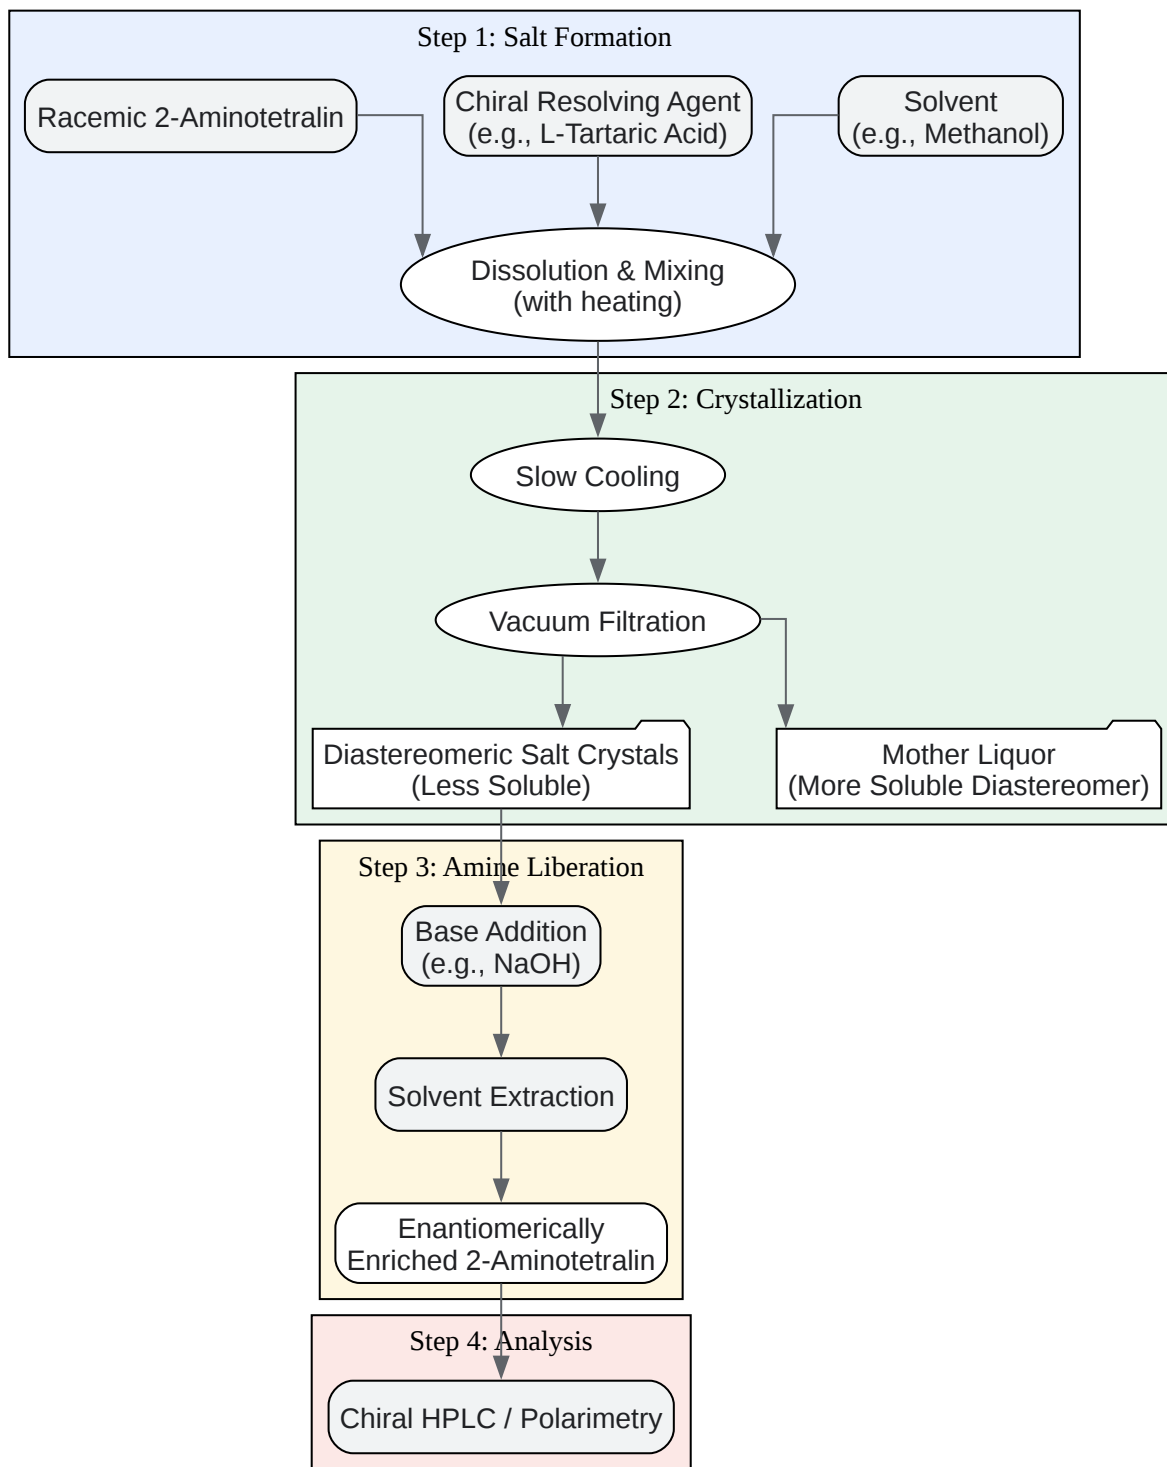 Step 1: Salt Formation
Racemic 2-Aminotetralin
Chiral Resolving Agent
(e.g., L-Tartaric Acid)
Solvent
(e.g., Methanol)
Dissolution & Mixing
(with heating)
Step 2: Crystallization
Slow Cooling
Vacuum Filtration
Diastereomeric Salt Crystals
(Less Soluble)
Mother Liquor
(More Soluble Diastereomer)
Step 3: Amine Liberation
Base Addition
(e.g., NaOH)
Solvent Extraction
Enantiomerically
Enriched 2-Aminotetralin
Step 4: Analysis
Chiral HPLC / Polarimetry